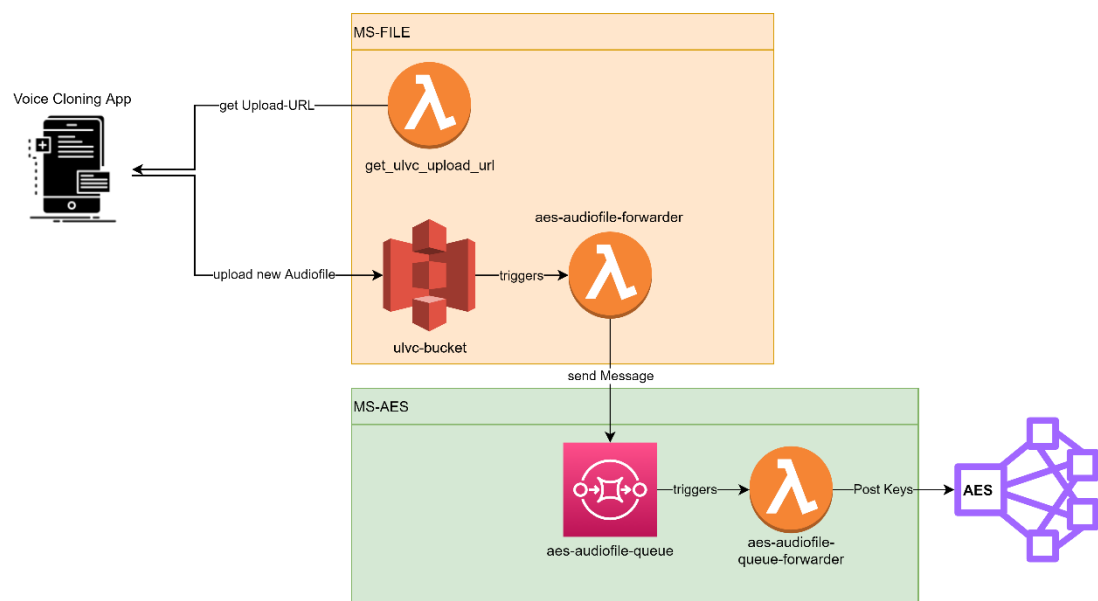 MS-FILE
Voice Cloning App
get Upload-URL
get_ulvc_upload_url
aes-audiofile-forwarder
upload new Audiofile
triggers
ulvc-bucket
send Message
MS-AES
triggers
Post Keys
AES
aes-audiofile-queue
aes-audiofile-
queue-forwarder